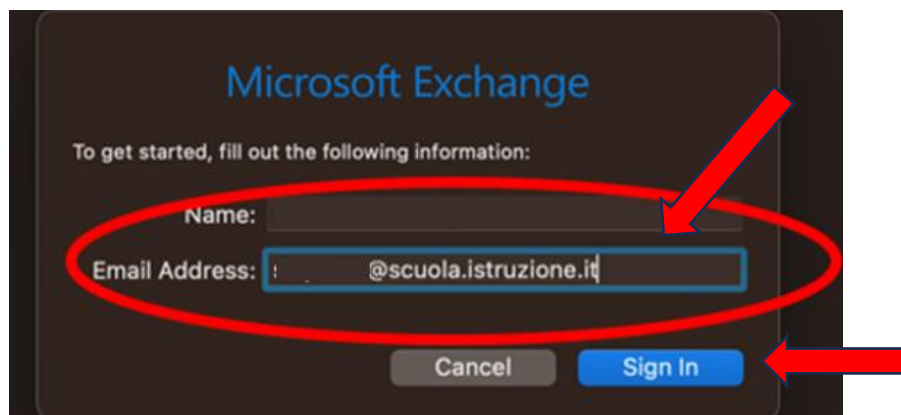 Microsoft Exchange
To get started, fill out the following information:
Name:
Email Address: @scuola.istruzione.it
Cancel Sign In